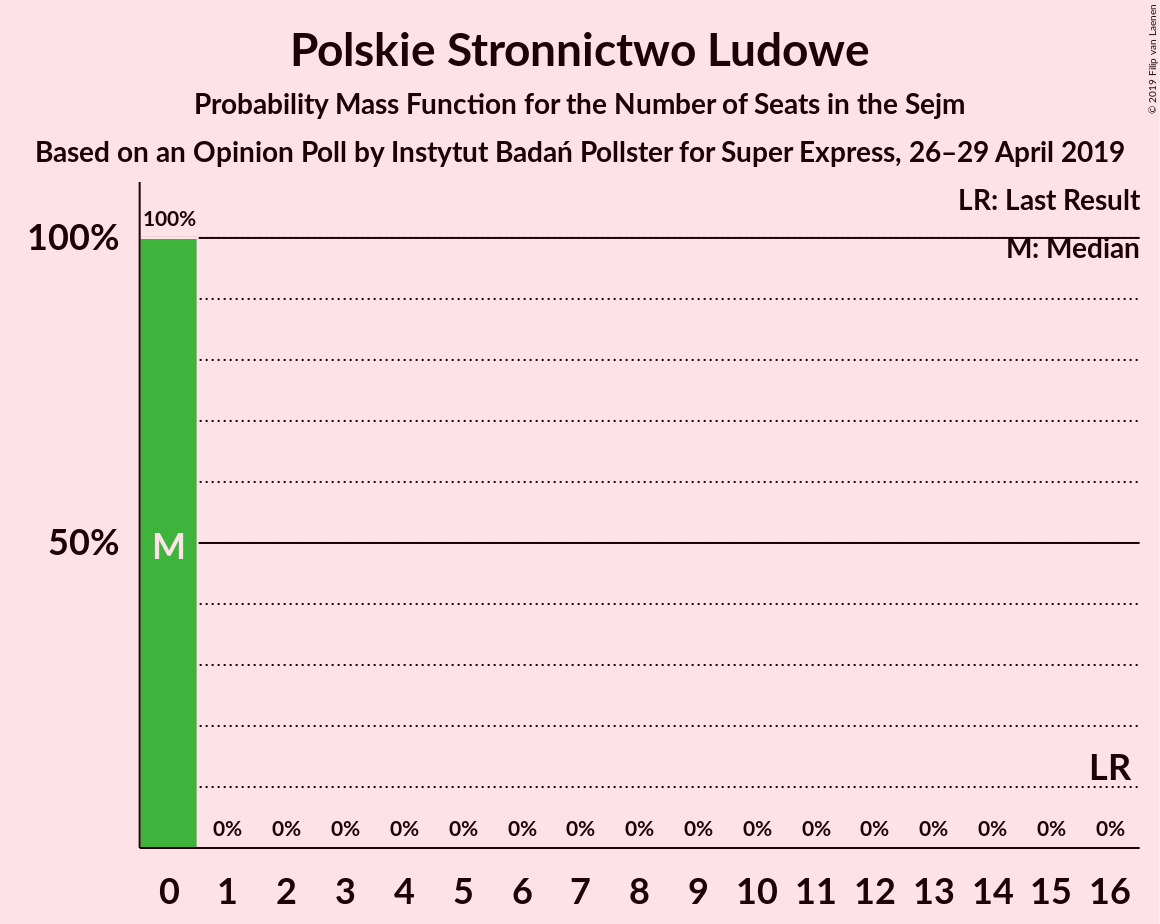 Polskie Stronnictwo Ludowe
Probability Mass Function for the Number of Seats in the Sejm
Based on an Opinion Poll by Instytut Badań Pollster for Super Express, 26–29 April 2019
© 2019 Filip van Laenen
LR: Last Result
M: Median
100%
100%
50%
M
LR
0% 0% 0% 0% 0% 0% 0% 0% 0% 0% 0% 0% 0% 0% 0% 0%
0 1 2 3 4 5 6 7 8 9 10 11 12 13 14 15 16